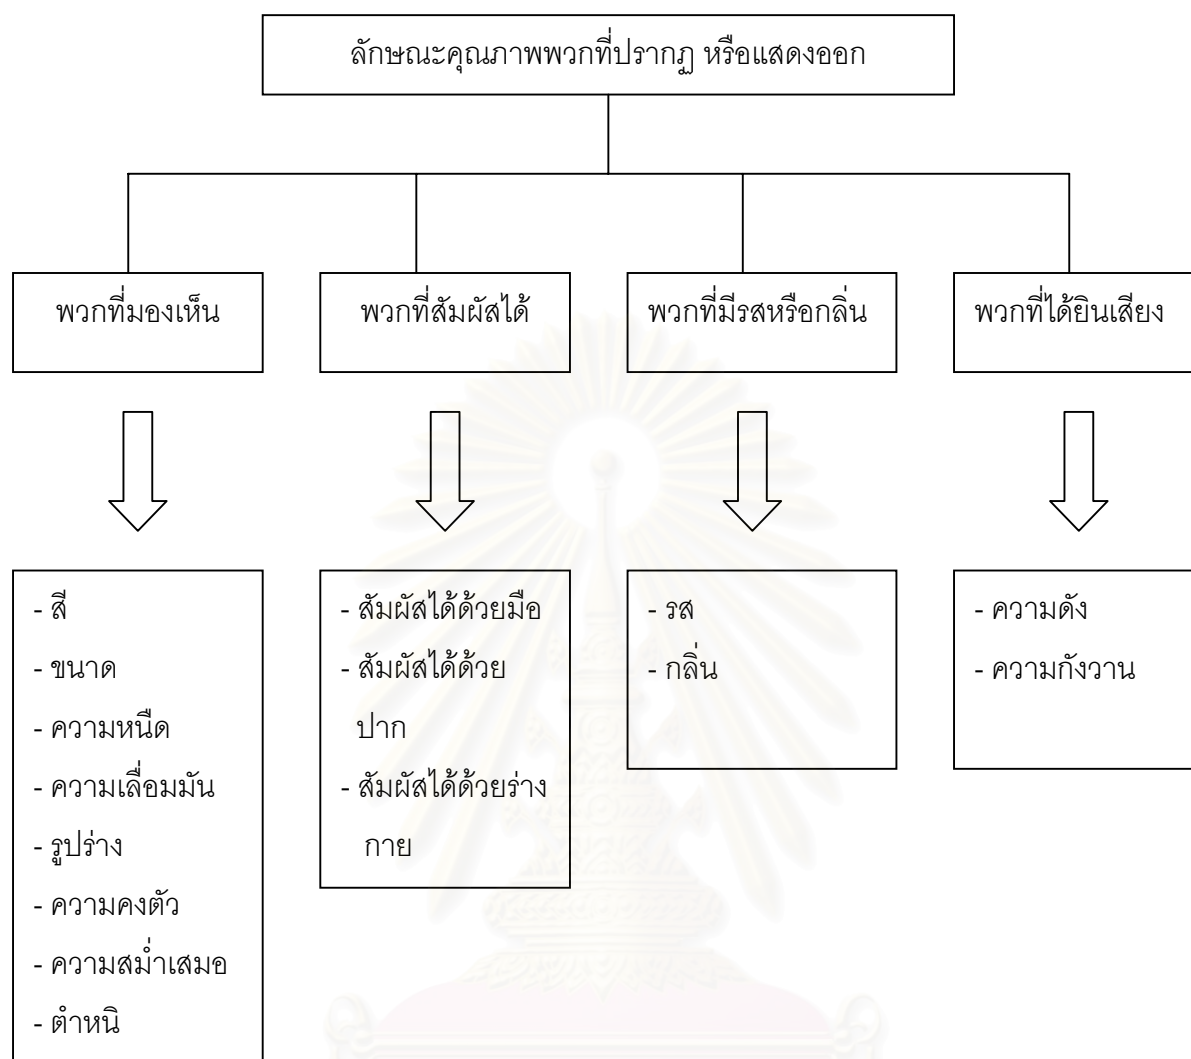 ลักษณะคุณภาพพวกที่ปรากฏ หรือแสดงออก
พวกที่มองเห็น
พวกที่สัมผัสได้
พวกที่มีรสหรือกลิ่น
พวกที่ได้ยินเสียง
- สี
- ขนาด
- ความหนืด
- ความเลื่อมมัน
- รูปร่าง
- ความคงตัว
- ความสม่ำเสมอ
- ตำหนิ
- สัมผัสได้ด้วยมือ
- สัมผัสได้ด้วย
ปาก
- สัมผัสได้ด้วยร่าง
กาย
- รส
- กลิ่น
- ความดัง
- ความกังวาน